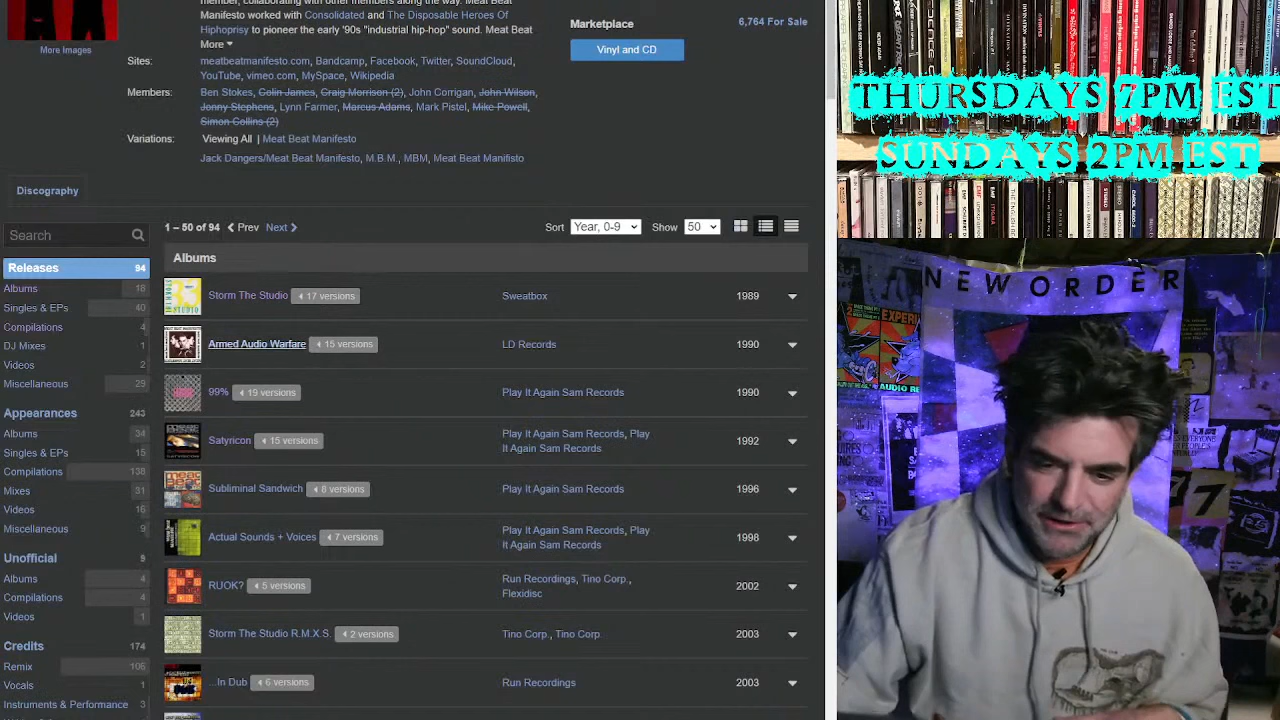 member, collaborating with other members along the way. Meat Beat
Manifesto worked with Consolidated and The Disposable Heroes Of
Hiphoprisy to pioneer the early '90s "industrial hip-hop" sound. Meat Beat
More
More Images
Sites: meatbeatmanifesto.com, Bandcamp, Facebook, Twitter, SoundCloud,
YouTube, vimeo.com, MySpace, Wikipedia
Members: Ben Stokes, Colin James, Craig Morrison (2), John Corrigan, John Wilson,
Jonny Stephens, Lynn Farmer, Marcus Adams, Mark Pistel, Mike Powell,
Simon Collins (2)
Variations: Viewing All | Meat Beat Manifesto
Jack Dangers/Meat Beat Manifesto, M.B.M., MBM, Meat Beat Manifisto
Marketplace 6,764 For Sale
Vinyl and CD
Discography
Search
1 – 50 of 94 Prev Next
Sort Year, 0-9 Show 50
Releases 94
Albums 18
Singles & EPs 40
Compilations 4
DJ Mixes 1
Videos 2
Miscellaneous 29
Appearances 243
Albums 34
Singles & EPs 15
Compilations 138
Mixes 31
Videos 16
Miscellaneous 9
Unofficial 9
Albums 4
Compilations 4
Videos 1
Credits 174
Remix 106
Vocals 1
Instruments & Performance 3
Albums
Storm The Studio 17 versions Sweatbox 1989
Armed Audio Warfare 15 versions LD Records 1990
99% 19 versions Play It Again Sam Records 1990
Satyricon 15 versions Play It Again Sam Records, Play
It Again Sam Records 1992
Subliminal Sandwich 8 versions Play It Again Sam Records 1996
Actual Sounds + Voices 7 versions Play It Again Sam Records, Play
It Again Sam Records 1998
RUOK? 5 versions Run Recordings, Tino Corp.,
Flexidisc 2002
Storm The Studio R.M.X.S. 2 versions Tino Corp., Tino Corp. 2003
...In Dub 6 versions Run Recordings 2003
THURSDAYS 7PM EST
SUNDAYS 2PM EST
NEW ORDER